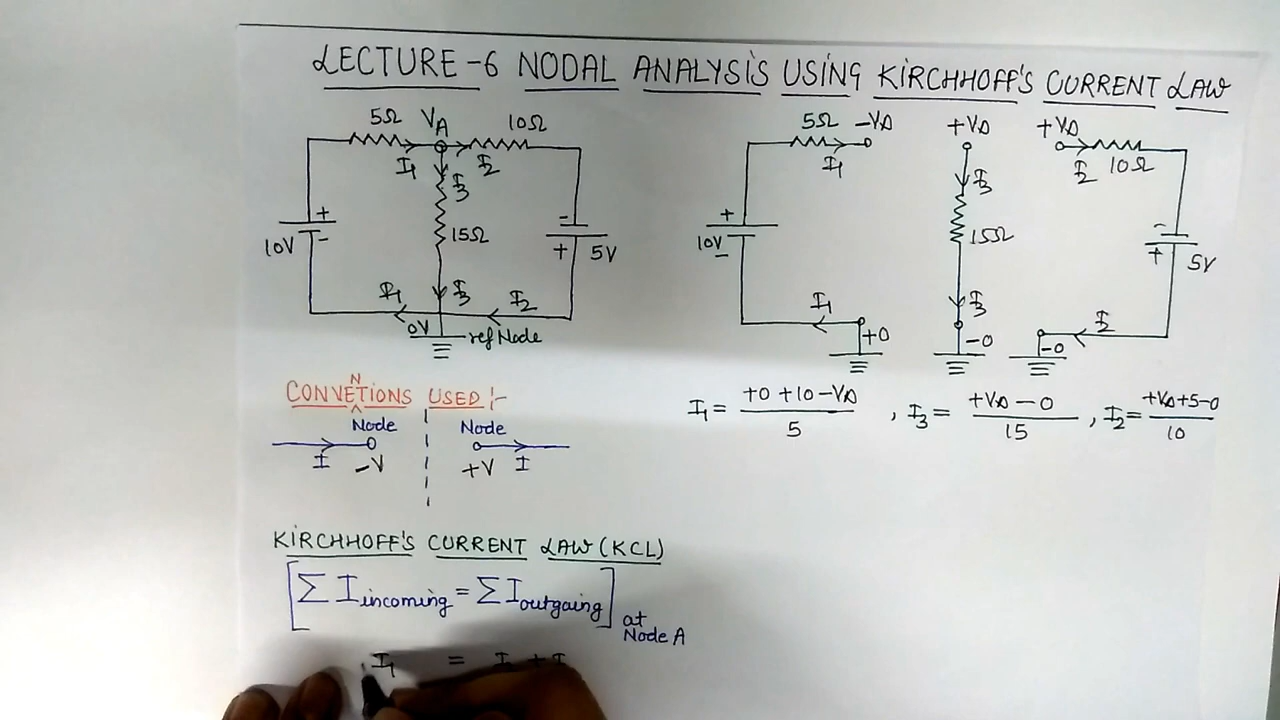 LECTURE-6 NODAL ANALYSIS USING KIRCHHOFF'S CURRENT LAW
5Ω VA 10Ω
I1 I2
I3
15Ω
+
-
10V
-
+
5V
I1 I3 I2
0V ref Node
5Ω -VA +VA +VA
I1 I3 I2 10Ω
+
10V
-
15Ω
-
+
5V
I1 I3 I2
+0 -0 -0
CONVENTIONS USED :-
Node Node
I -V +V I
I1 = +0 +10 -VA / 5 , I3 = +VA - 0 / 15 , I2 = +VA+5-0 / 10
KIRCHHOFF'S CURRENT LAW (KCL)
[Σ I incoming = Σ I outgoing] at Node A
I1 =